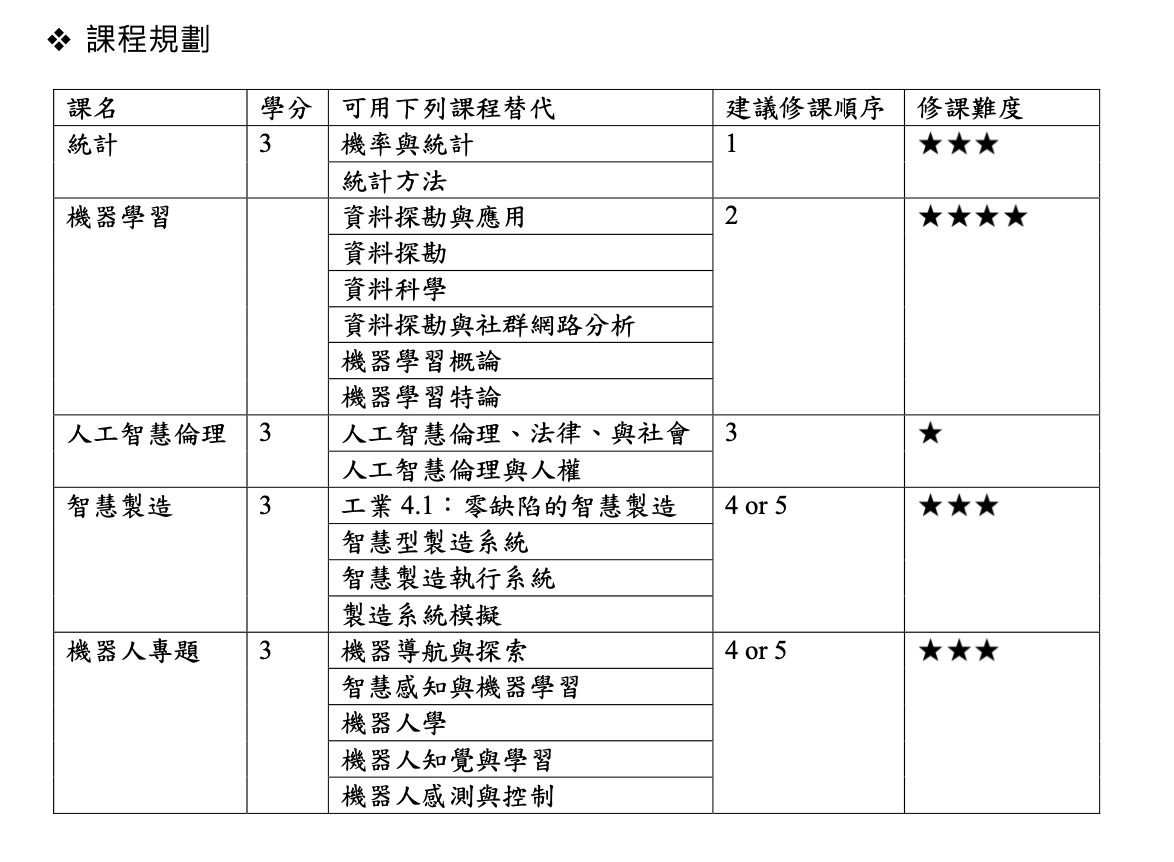 ❖ 課程規劃
課名 學分 可用下列課程替代 建議修課順序 修課難度
統計 3 機率與統計 1 ★★★
統計方法
機器學習 資料探勘與應用 2 ★★★★
資料探勘
資料科學
資料探勘與社群網路分析
機器學習概論
機器學習特論
人工智慧倫理 3 人工智慧倫理、法律、與社會 3 ★
人工智慧倫理與人權
智慧製造 3 工業 4.1：零缺陷的智慧製造 4 or 5 ★★★
智慧型製造系統
智慧製造執行系統
製造系統模擬
機器人專題 3 機器導航與探索 4 or 5 ★★★
智慧感知與機器學習
機器人學
機器人知覺與學習
機器人感測與控制